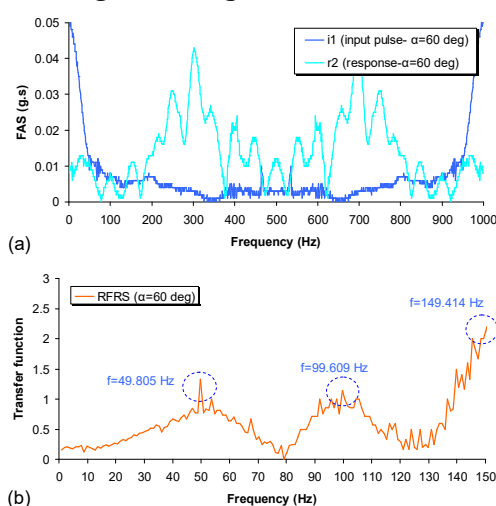 0.05
0.04
0.03
0.02
0.01
0
FAS (g.s)
i1 (input pulse- α=60 deg)
r2 (response-α=60 deg)
0 100 200 300 400 500 600 700 800 900 1000
Frequency (Hz)
(a)
3
2.5
2
1.5
1
0.5
0
Transfer function
RFRS (α=60 deg)
f=149.414 Hz
f=49.805 Hz
f=99.609 Hz
0 10 20 30 40 50 60 70 80 90 100 110 120 130 140 150
Frequency (Hz)
(b)